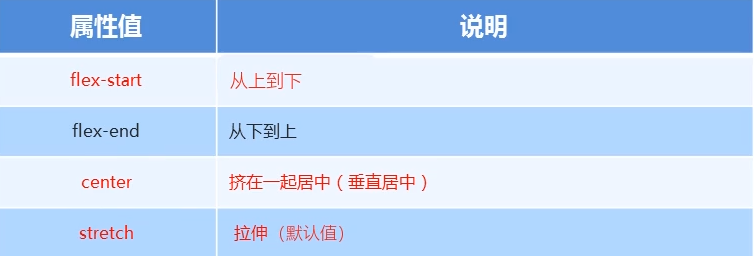 属性值 说明
flex-start 从上到下
flex-end 从下到上
center 挤在一起居中（垂直居中）
stretch 拉伸（默认值）